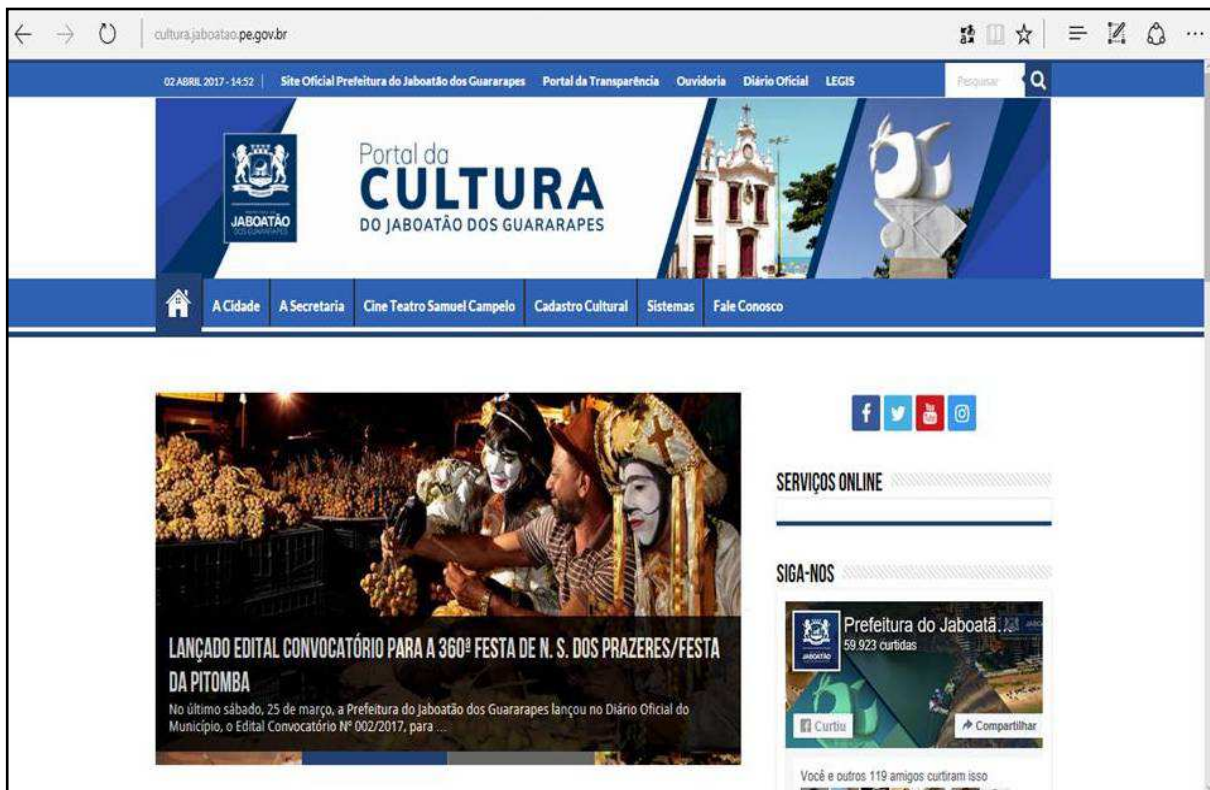 cultura.jaboatao.pe.gov.br
02 ABRIL 2017 - 14:52 Site Oficial Prefeitura do Jaboatão dos Guararapes Portal da Transparência Ouvidoria Diário Oficial LEGIS Pesquisar
Portal da
CULTURA
DO JABOATÃO DOS GUARARAPES
JABOATÃO
DOS GUARARAPES
A Cidade A Secretaria Cine Teatro Samuel Campelo Cadastro Cultural Sistemas Fale Conosco
LANÇADO EDITAL CONVOCATÓRIO PARA A 360ª FESTA DE N. S. DOS PRAZERES/FESTA
DA PITOMBA
No último sábado, 25 de março, a Prefeitura do Jaboatão dos Guararapes lançou no Diário Oficial do
Município, o Edital Convocatório Nº 002/2017, para ...
f You Tube
SERVIÇOS ONLINE
SIGA-NOS
Prefeitura do Jaboatã...
59.923 curtidas
JABOATÃO
Curtiu Compartilhar
Você e outros 119 amigos curtiram isso